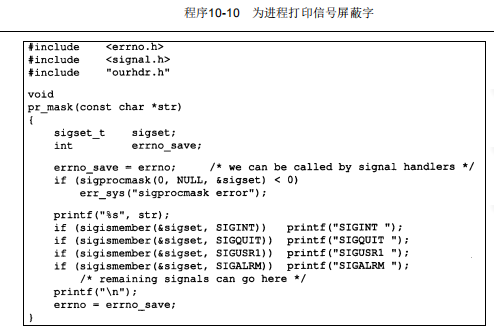 程序10-10 为进程打印信号屏蔽字
#include <errno.h>
#include <signal.h>
#include "ourhdr.h"
void
pr_mask(const char *str)
{
sigset_t sigset;
int errno_save;
errno_save = errno; /* we can be called by signal handlers */
if (sigprocmask(0, NULL, &sigset) < 0)
err_sys("sigprocmask error");
printf("%s", str);
if (sigismember(&sigset, SIGINT)) printf("SIGINT ");
if (sigismember(&sigset, SIGQUIT)) printf("SIGQUIT ");
if (sigismember(&sigset, SIGUSR1)) printf("SIGUSR1 ");
if (sigismember(&sigset, SIGALRM)) printf("SIGALRM ");
/* remaining signals can go here */
printf("\n");
errno = errno_save;
}